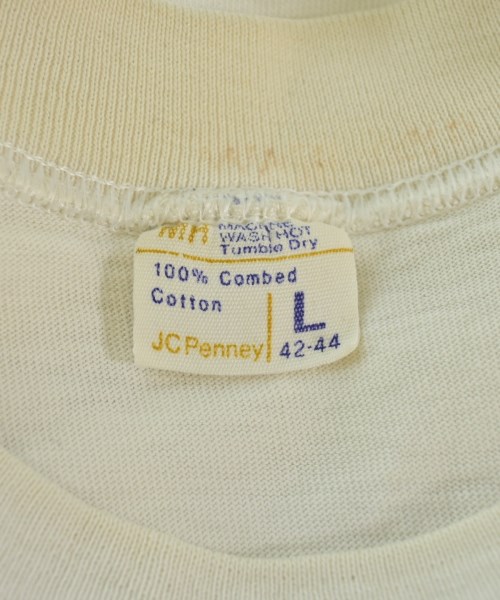 MACHINE
WASH HOT
Tumble Dry
100% Combed
Cotton
L
JCPenney
42-44